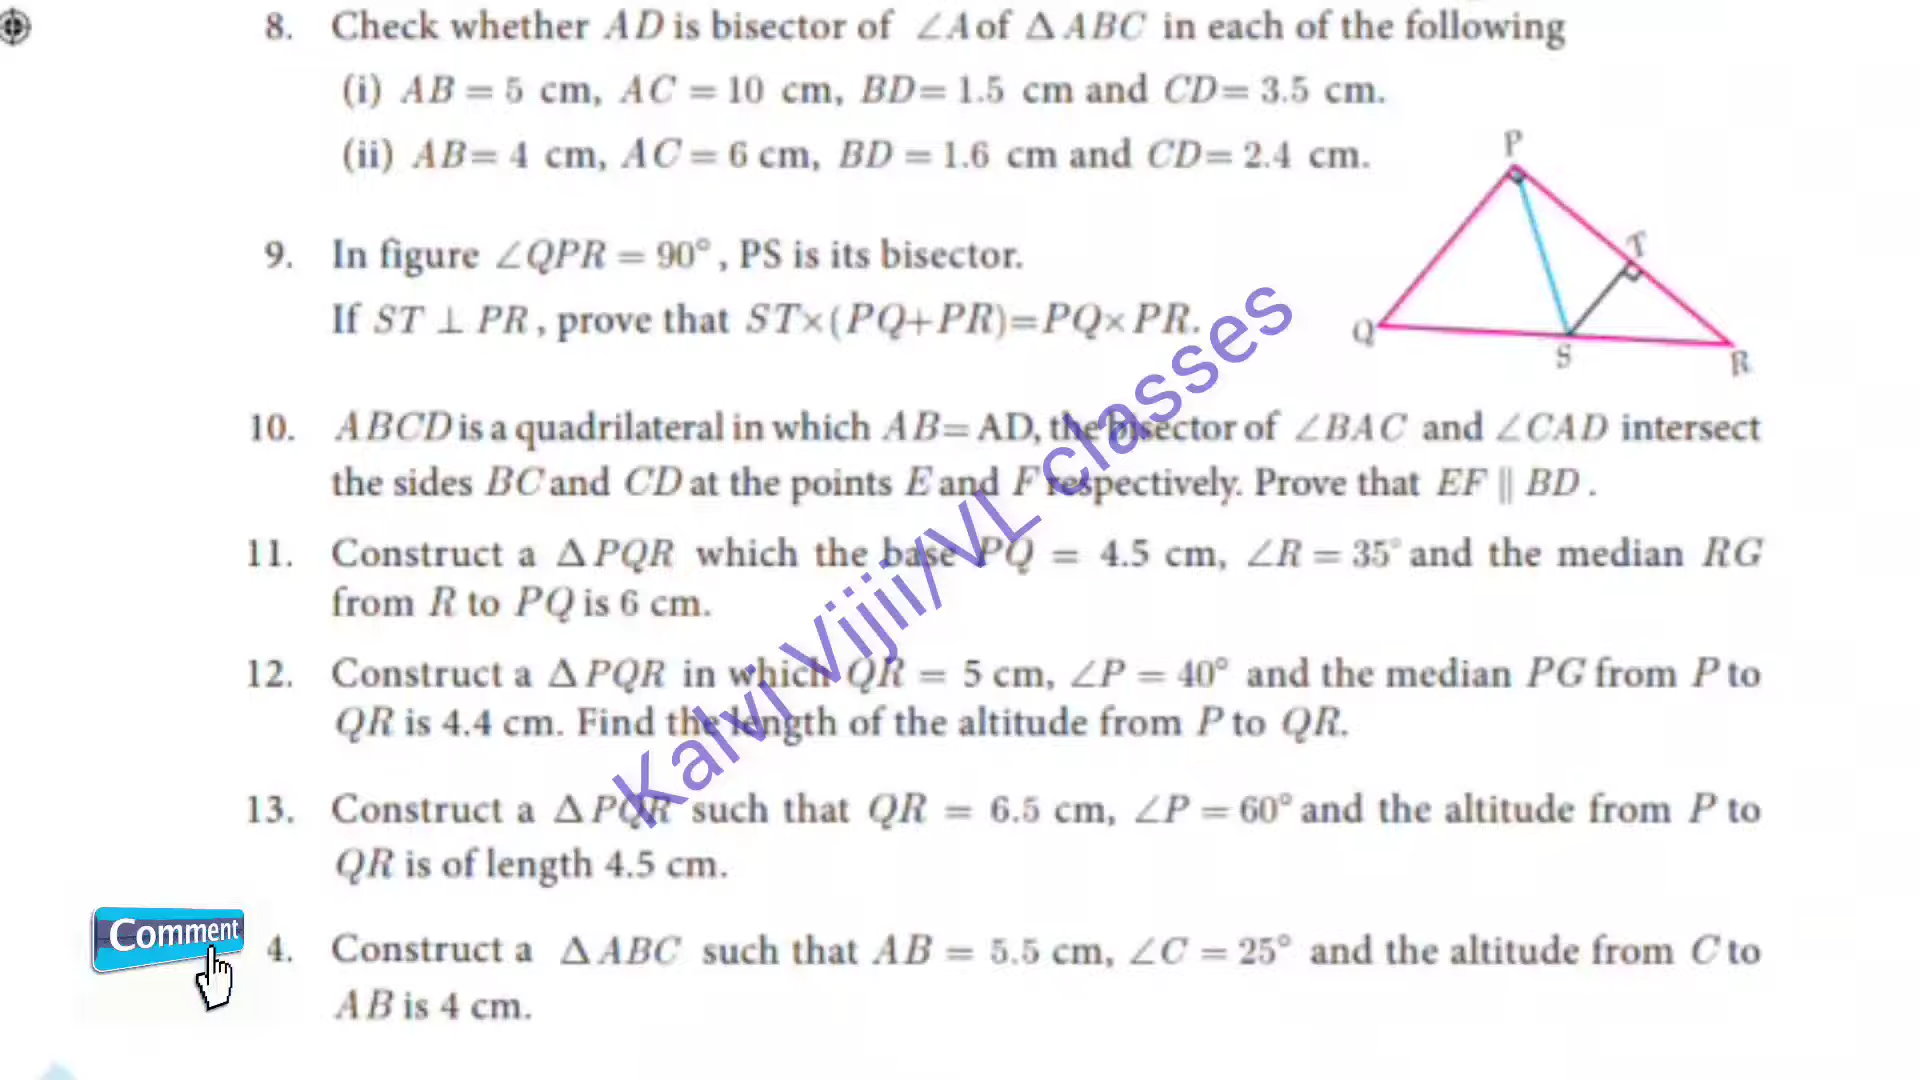 8. Check whether AD is bisector of ∠A of ΔABC in each of the following
(i) AB = 5 cm, AC = 10 cm, BD= 1.5 cm and CD= 3.5 cm.
(ii) AB= 4 cm, AC = 6 cm, BD = 1.6 cm and CD= 2.4 cm.
9. In figure ∠QPR = 90°, PS is its bisector.
If ST ⊥ PR, prove that ST×(PQ+PR)=PQ×PR.
P
T
Q
S
R
10. ABCD is a quadrilateral in which AB= AD, the bisector of ∠BAC and ∠CAD intersect
the sides BC and CD at the points E and F respectively. Prove that EF || BD.
11. Construct a ΔPQR which the base PQ = 4.5 cm, ∠R = 35° and the median RG
from R to PQ is 6 cm.
12. Construct a ΔPQR in which QR = 5 cm, ∠P = 40° and the median PG from P to
QR is 4.4 cm. Find the length of the altitude from P to QR.
13. Construct a ΔPQR such that QR = 6.5 cm, ∠P = 60° and the altitude from P to
QR is of length 4.5 cm.
4. Construct a ΔABC such that AB = 5.5 cm, ∠C = 25° and the altitude from C to
AB is 4 cm.
Comment
Kalvj Vijii/VL classes